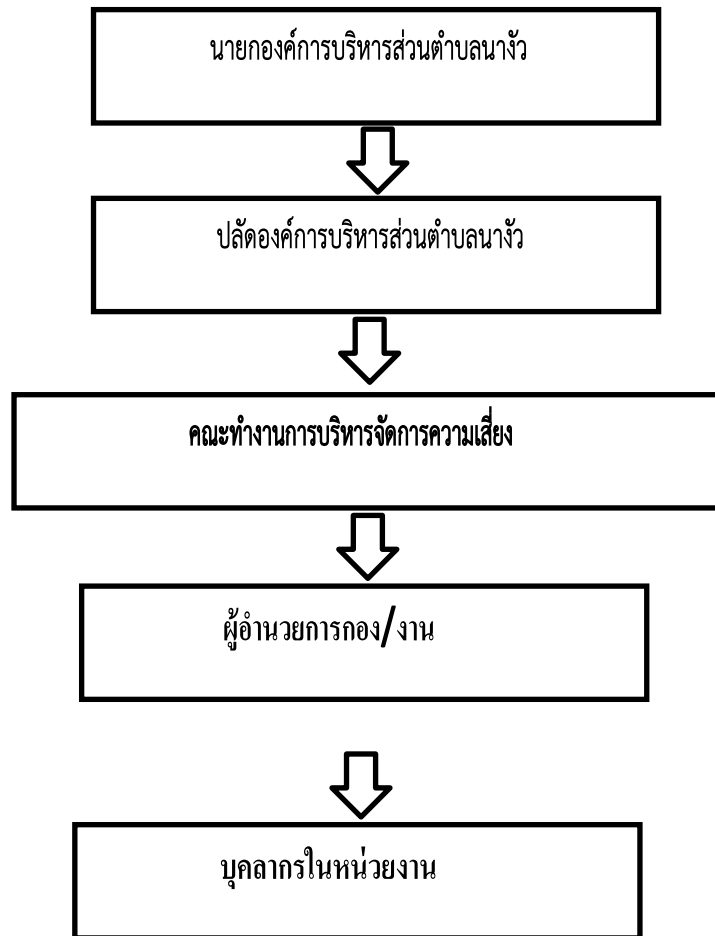 นายกองค์การบริหารส่วนตำบลนางัว
ปลัดองค์การบริหารส่วนตำบลนางัว
คณะทำงานการบริหารจัดการความเสี่ยง
ผู้อำนวยการกอง/งาน
บุคลากรในหน่วยงาน